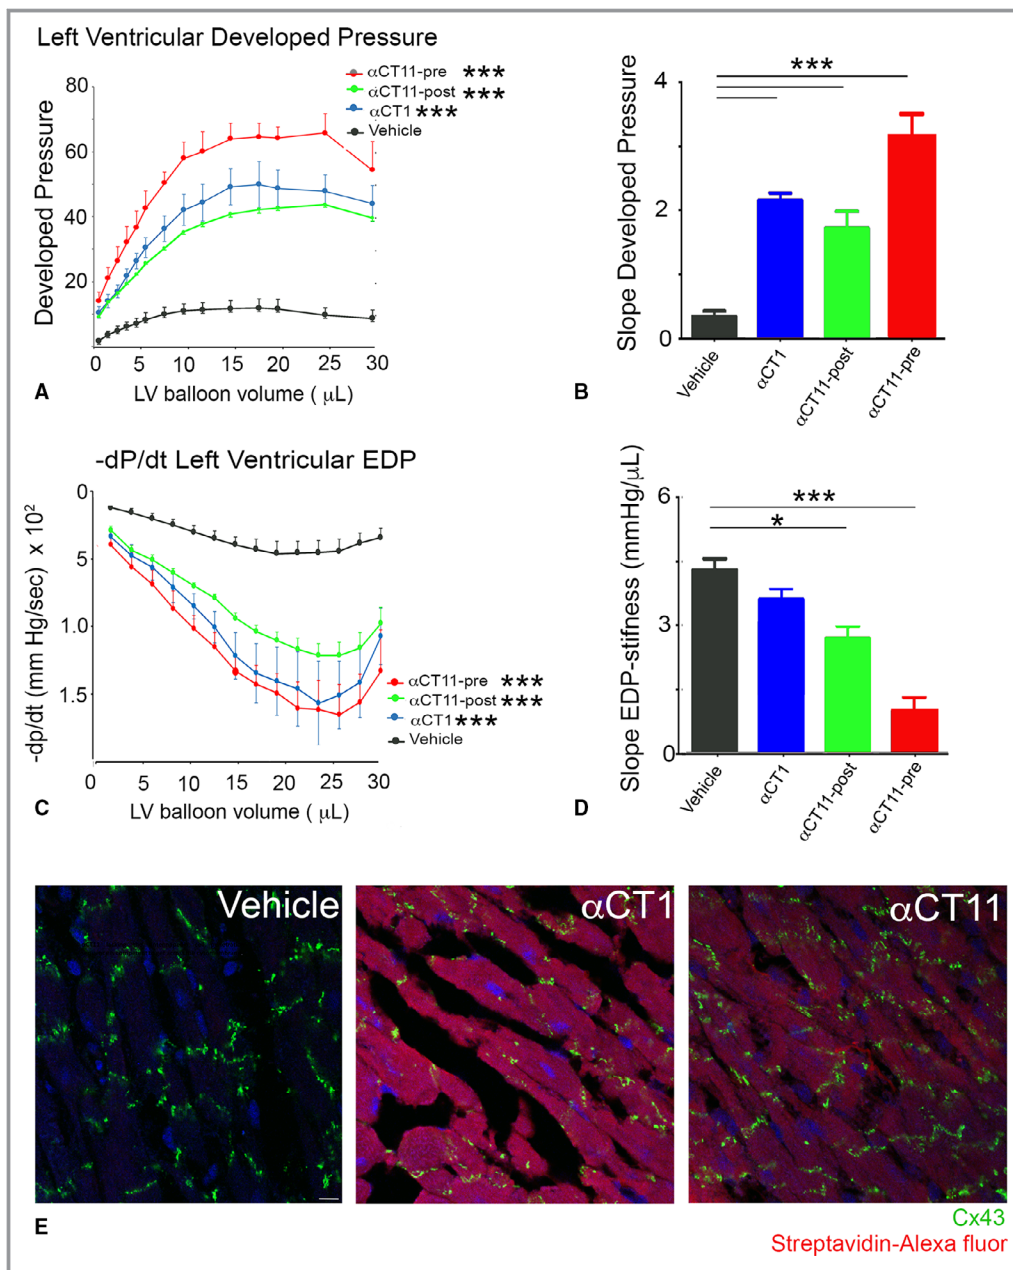 Left Ventricular Developed Pressure
αCT11-pre ***
αCT11-post ***
αCT1 ***
Vehicle
Developed Pressure
80
60
40
20
0 5 10 15 20 25 30
LV balloon volume ( μL)
A
***
Slope Developed Pressure
4
2
0
Vehicle
αCT1
αCT11-post
αCT11-pre
B
-dP/dt Left Ventricular EDP
-dp/dt (mm Hg/sec) x 10²
0
5
1.0
1.5
αCT11-pre ***
αCT11-post ***
αCT1 ***
Vehicle
0 5 10 15 20 25 30
LV balloon volume ( μL)
C
Slope EDP-stifness (mmHg/μL)
6
3
0
***
*
Vehicle
αCT1
αCT11-post
αCT11-pre
D
Vehicle
αCT1
αCT11
E
Cx43
Streptavidin-Alexa fluor